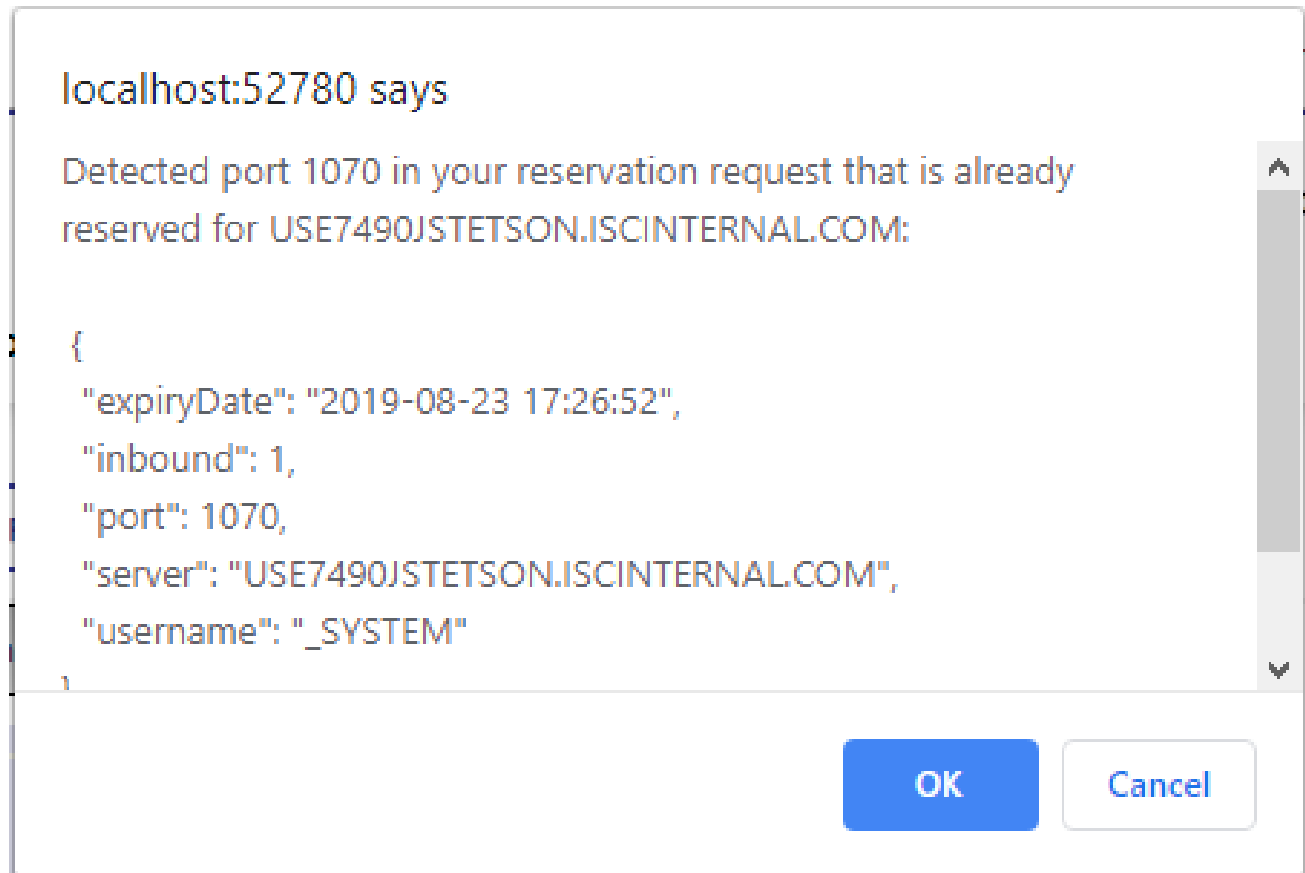 localhost:52780 says
Detected port 1070 in your reservation request that is already
reserved for USE7490JSTETSON.ISCINTERNAL.COM:
{
"expiryDate": "2019-08-23 17:26:52",
"inbound": 1,
"port": 1070,
"server": "USE7490JSTETSON.ISCINTERNAL.COM",
"username": "_SYSTEM"
}
OK
Cancel